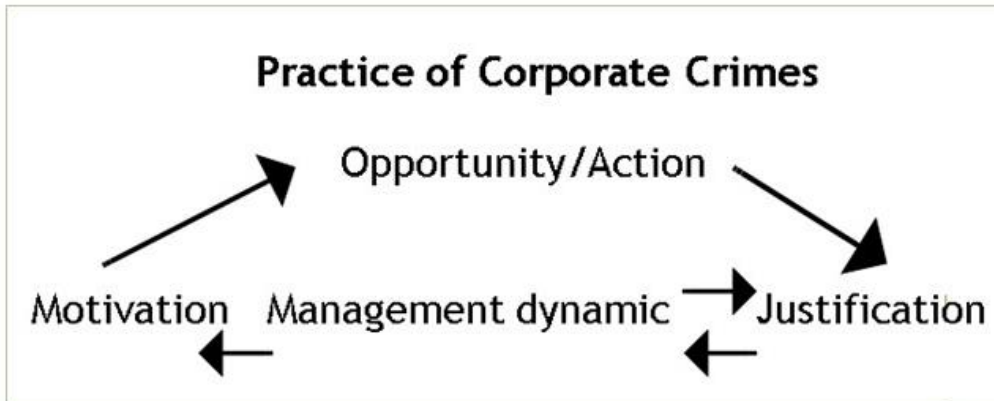 Practice of Corporate Crimes
Opportunity/Action
Motivation Management dynamic Justification